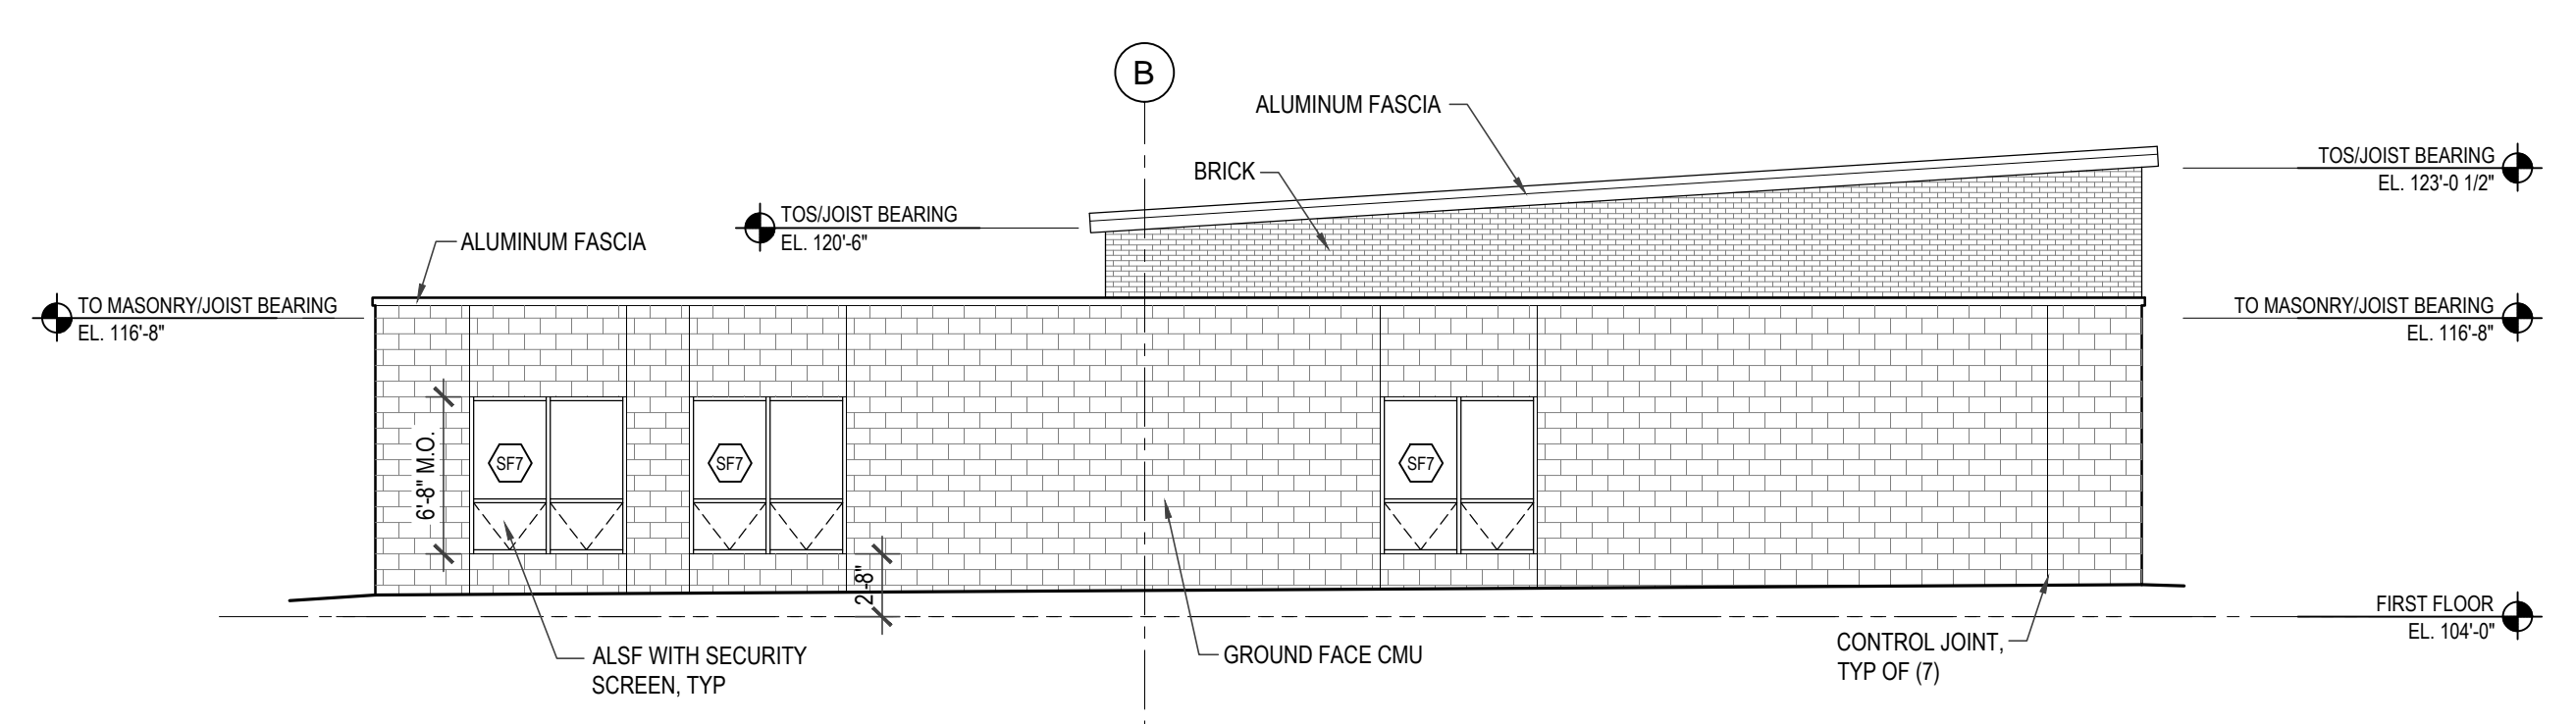 B
ALUMINUM FASCIA
BRICK
TOS/JOIST BEARING
EL. 123'-0 1/2"
TOS/JOIST BEARING
EL. 120'-6"
ALUMINUM FASCIA
TO MASONRY/JOIST BEARING
EL. 116'-8"
TO MASONRY/JOIST BEARING
EL. 116'-8"
6'-8" M.O.
SF7
SF7
SF7
2'-8"
FIRST FLOOR
EL. 104'-0"
ALSF WITH SECURITY
SCREEN, TYP
GROUND FACE CMU
CONTROL JOINT,
TYP OF (7)